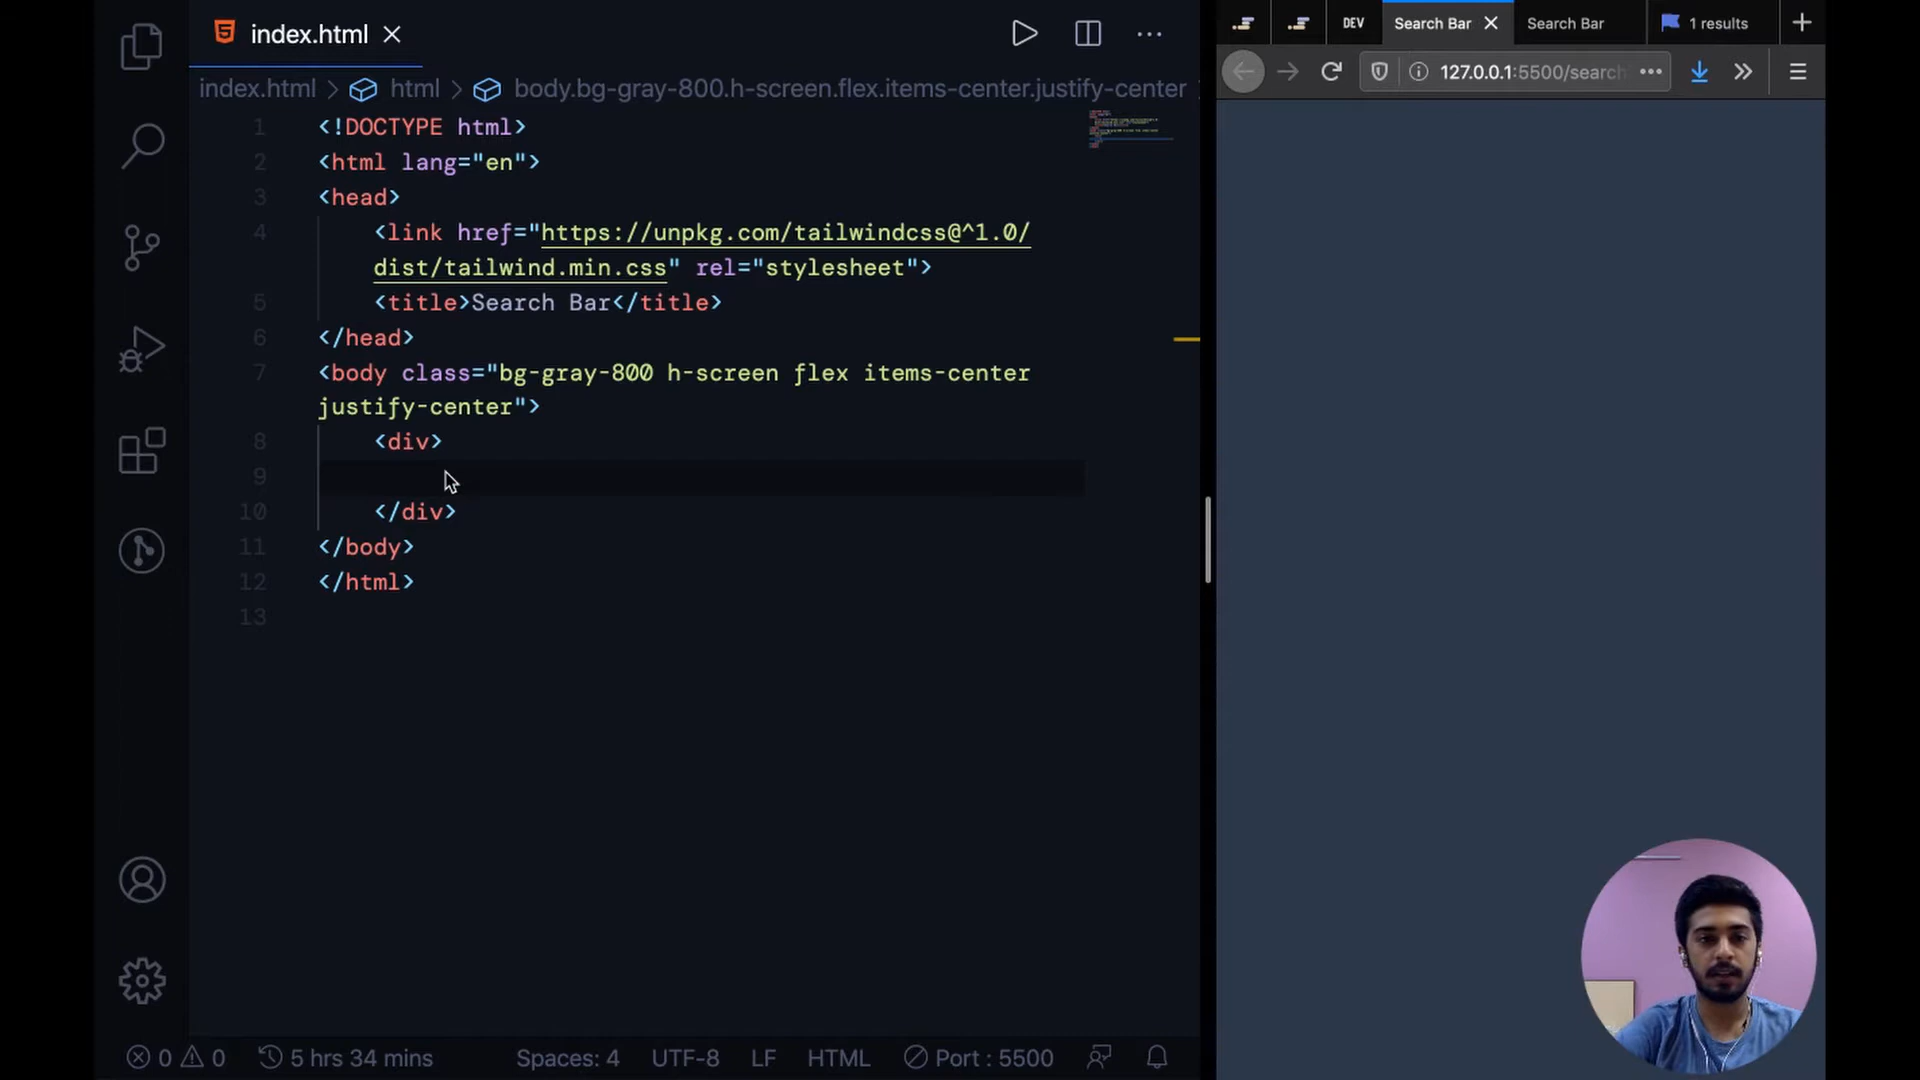 index.html
Search Bar
Search Bar
1 results
DEV
127.0.0.1:5500/search
index.html > html > body.bg-gray-800.h-screen.flex.items-center.justify-center
1 <!DOCTYPE html>
2 <html lang="en">
3 <head>
4 <link href="https://unpkg.com/tailwindcss@^1.0/
dist/tailwind.min.css" rel="stylesheet">
5 <title>Search Bar</title>
6 </head>
7 <body class="bg-gray-800 h-screen flex items-center
justify-center">
8 <div>
9
10 </div>
11 </body>
12 </html>
13
0 0 5 hrs 34 mins Spaces: 4 UTF-8 LF HTML Port : 5500